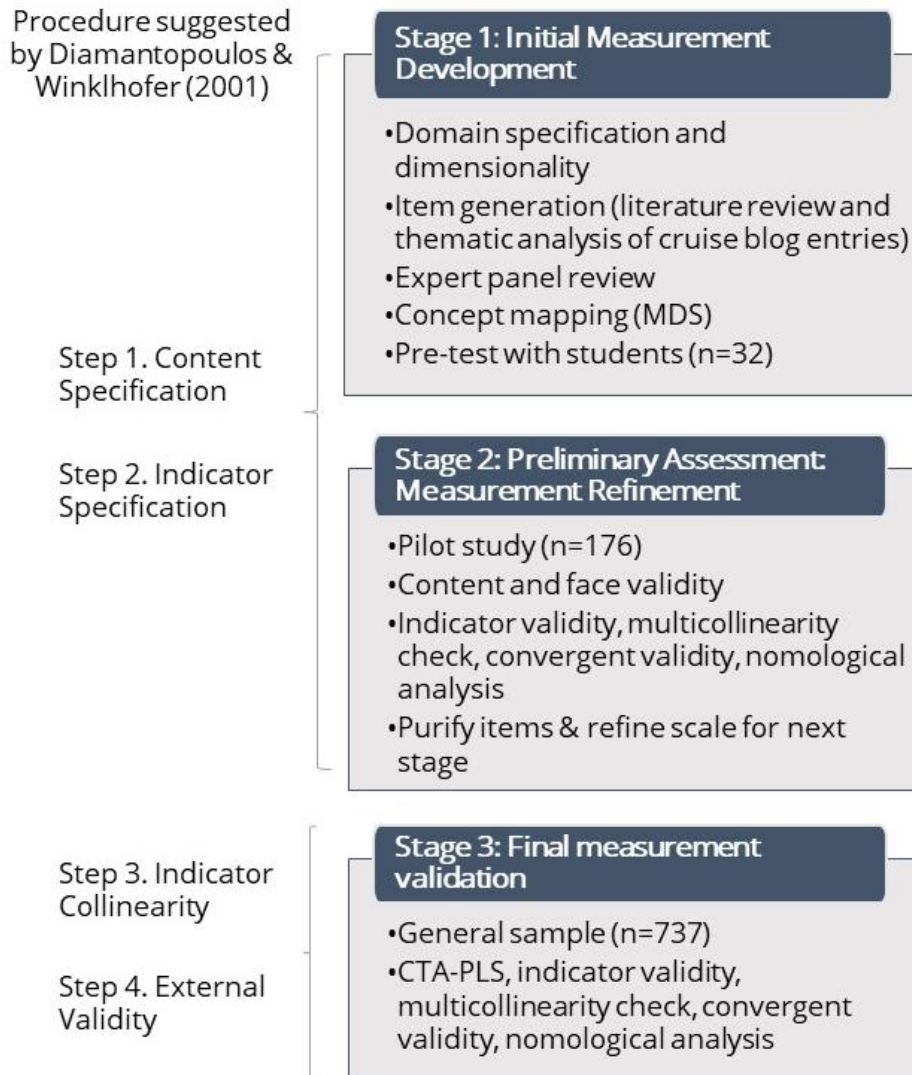 Procedure suggested
by Diamantopoulos &
Winklhofer (2001)
Stage 1: Initial Measurement
Development
•Domain specification and
dimensionality
•Item generation (literature review and
thematic analysis of cruise blog entries)
•Expert panel review
•Concept mapping (MDS)
•Pre-test with students (n=32)
Step 1. Content
Specification
Step 2. Indicator
Specification
Stage 2: Preliminary Assessment:
Measurement Refinement
•Pilot study (n=176)
•Content and face validity
•Indicator validity, multicollinearity
check, convergent validity, nomological
analysis
•Purify items & refine scale for next
stage
Step 3. Indicator
Collinearity
Step 4. External
Validity
Stage 3: Final measurement
validation
•General sample (n=737)
•CTA-PLS, indicator validity,
multicollinearity check, convergent
validity, nomological analysis